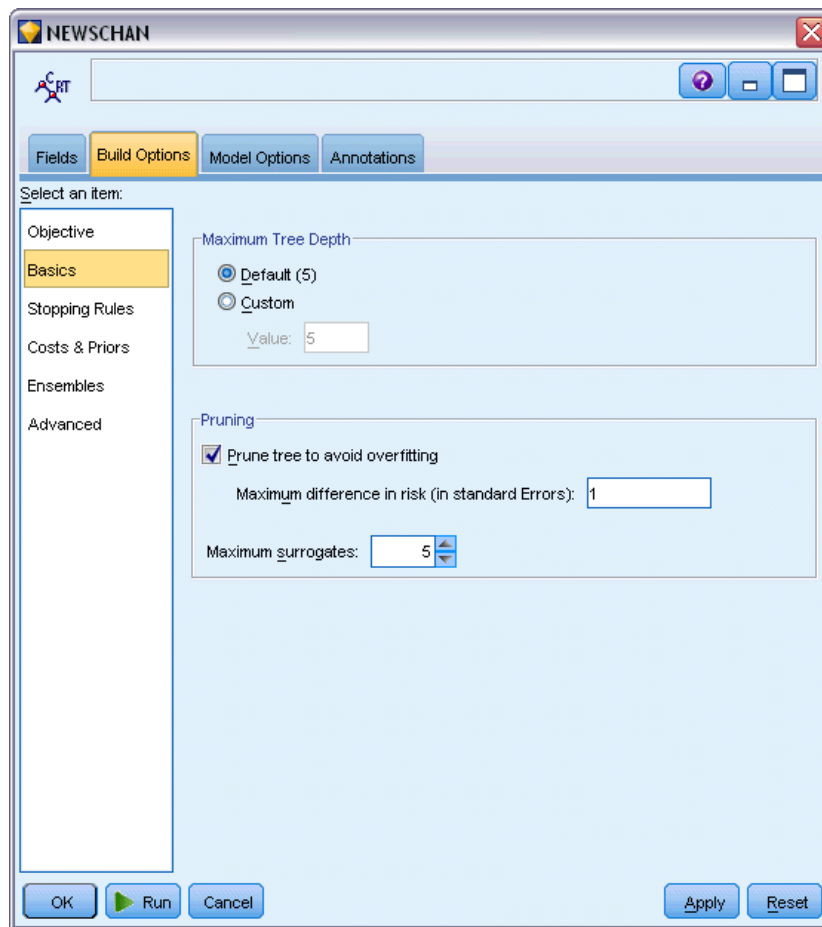 NEWSCHAN
CRT
Fields
Build Options
Model Options
Annotations
Select an item:
Objective
Basics
Stopping Rules
Costs & Priors
Ensembles
Advanced
Maximum Tree Depth
Default (5)
Custom
Value: 5
Pruning
Prune tree to avoid overfitting
Maximum difference in risk (in standard Errors): 1
Maximum surrogates: 5
OK
Run
Cancel
Apply
Reset